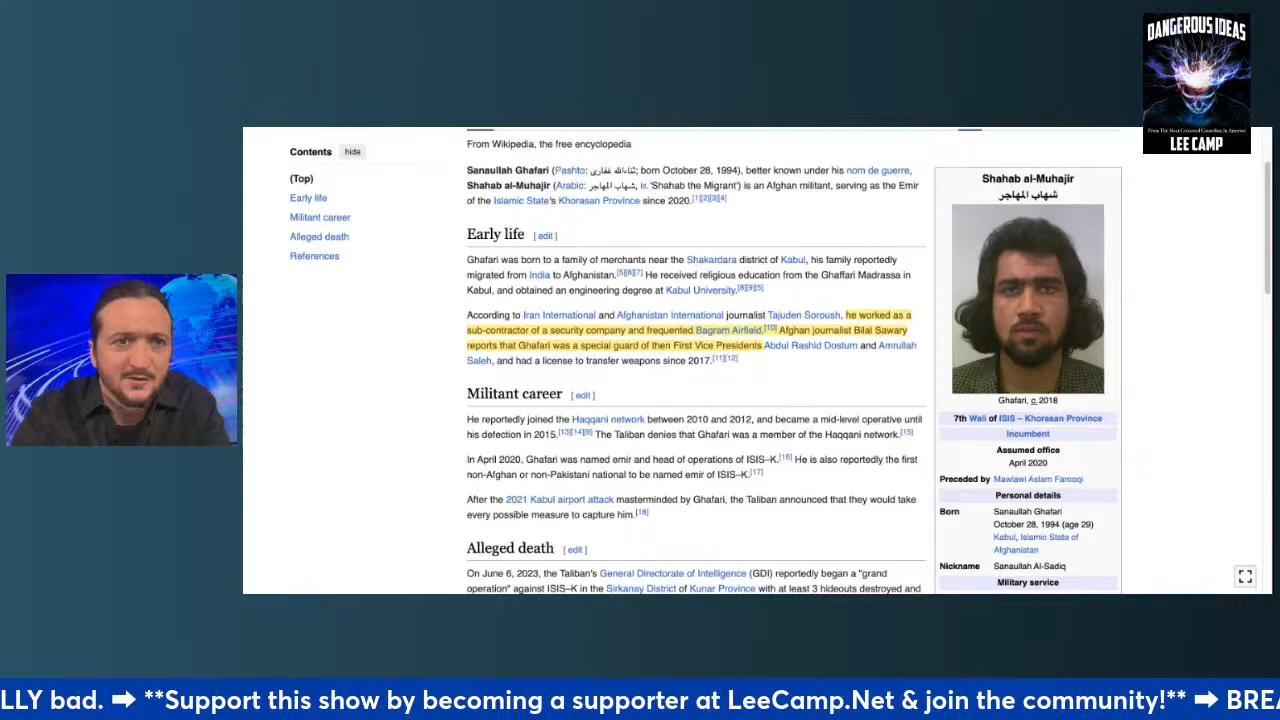 DANGEROUS IDEAS
From The Most Censored Comedian In America
LEE CAMP
Contents hide
(Top)
Early life
Militant career
Alleged death
References
From Wikipedia, the free encyclopedia
Sanaullah Ghafari (Pashto: ثناءالله غفاری; born October 28, 1994), better known under his nom de guerre,
Shahab al-Muhajir (Arabic: شهاب المهاجر, lit. 'Shahab the Migrant') is an Afghan militant, serving as the Emir
of the Islamic State's Khorasan Province since 2020.[1][2][3][4]
Early life [ edit ]
Ghafari was born to a family of merchants near the Shakardara district of Kabul, his family reportedly
migrated from India to Afghanistan.[5][6][7] He received religious education from the Ghaffari Madrassa in
Kabul, and obtained an engineering degree at Kabul University.[8][9][5]
According to Iran International and Afghanistan International journalist Tajuden Soroush, he worked as a
sub-contractor of a security company and frequented Bagram Airfield.[10] Afghan journalist Bilal Sawary
reports that Ghafari was a special guard of then First Vice Presidents Abdul Rashid Dostum and Amrullah
Saleh, and had a license to transfer weapons since 2017.[11][12]
Militant career [ edit ]
He reportedly joined the Haqqani network between 2010 and 2012, and became a mid-level operative until
his defection in 2015.[13][14][9] The Taliban denies that Ghafari was a member of the Haqqani network.[15]
In April 2020, Ghafari was named emir and head of operations of ISIS–K.[16] He is also reportedly the first
non-Afghan or non-Pakistani national to be named emir of ISIS–K.[17]
After the 2021 Kabul airport attack masterminded by Ghafari, the Taliban announced that they would take
every possible measure to capture him.[18]
Alleged death [ edit ]
On June 6, 2023, the Taliban's General Directorate of Intelligence (GDI) reportedly began a "grand
operation" against ISIS–K in the Sirkanay District of Kunar Province with at least 3 hideouts destroyed and
Shahab al-Muhajir
شهاب المهاجر
Ghafari, c. 2018
7th Wali of ISIS – Khorasan Province
Incumbent
Assumed office
April 2020
Preceded by Mawlawi Aslam Farooqi
Personal details
Born Sanaullah Ghafari
October 28, 1994 (age 29)
Kabul, Islamic State of
Afghanistan
Nickname Sanaullah Al-Sadiq
Military service
LLY bad. ➡ **Support this show by becoming a supporter at LeeCamp.Net & join the community!** ➡ BREA